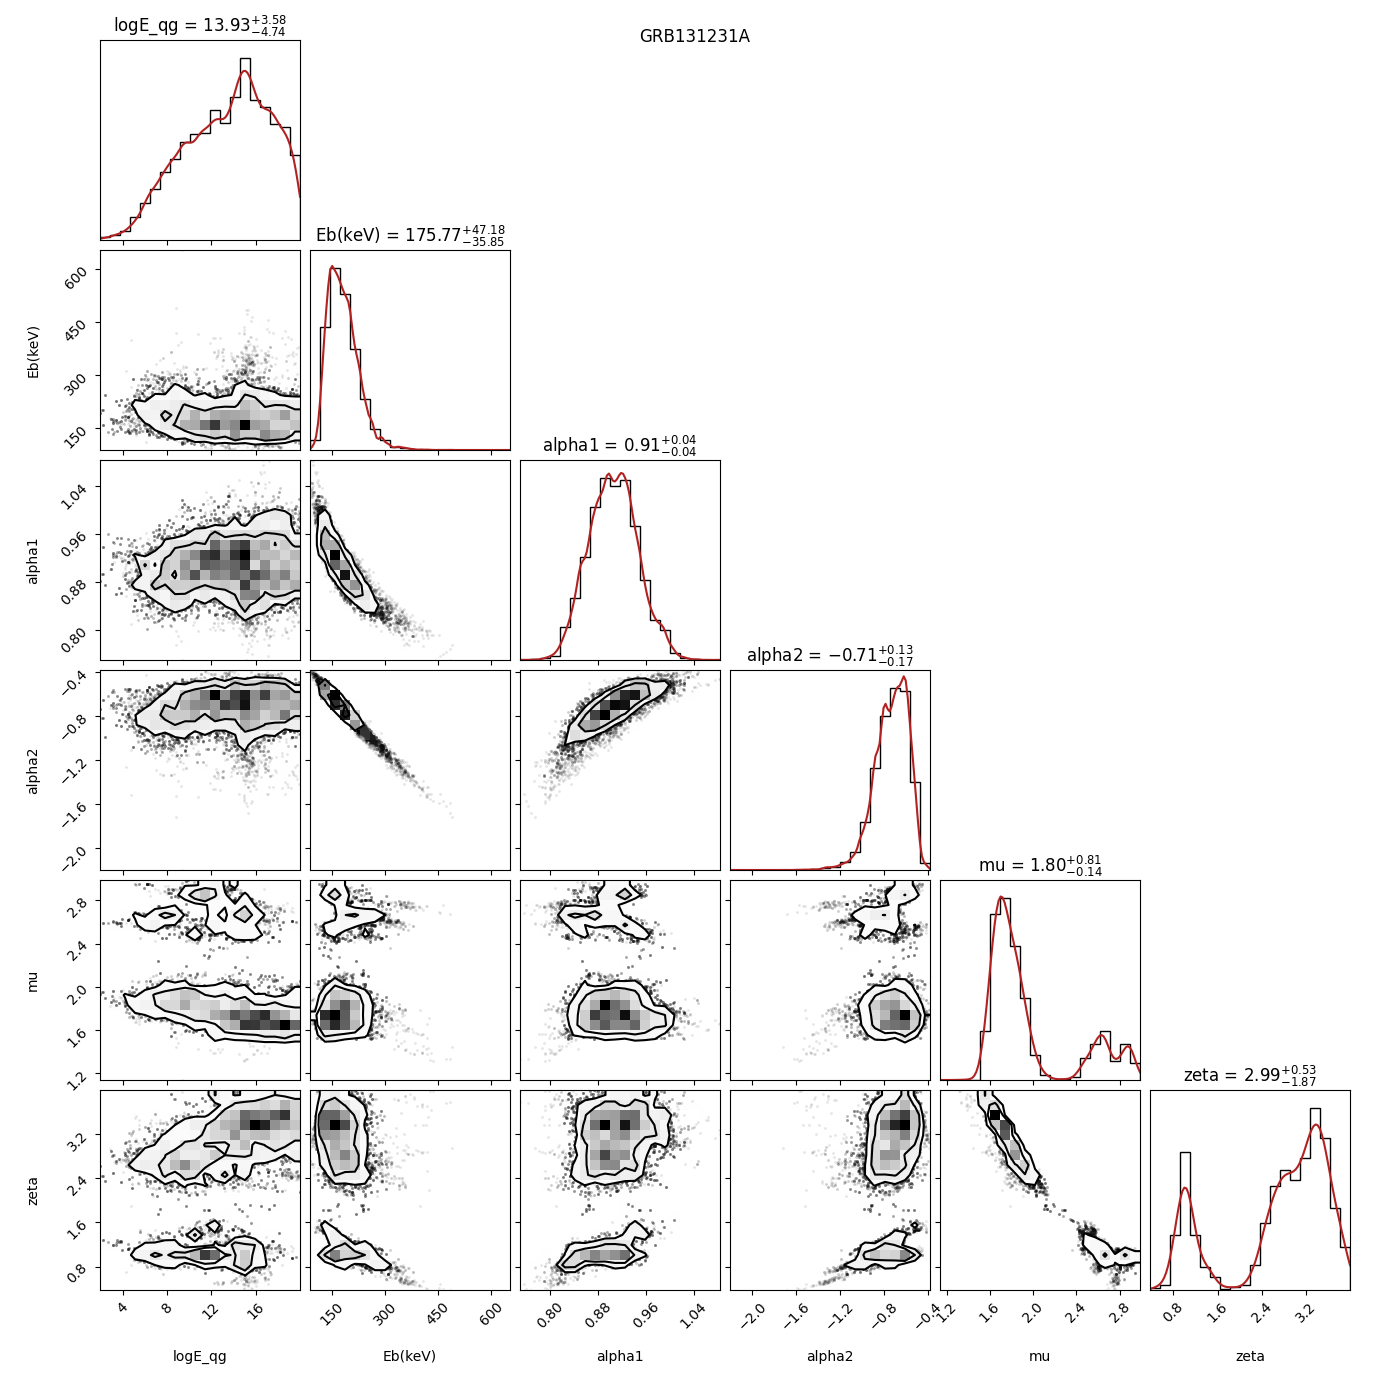 GRB131231A
logE_qg = 13.93^{+3.58}_{-4.74}
Eb(keV) = 175.77^{+47.18}_{-35.85}
600
450
300
150
Eb(keV)
alpha1 = 0.91^{+0.04}_{-0.04}
1.04
0.96
0.88
0.80
alpha1
alpha2 = −0.71^{+0.13}_{-0.17}
−0.4
−0.8
−1.2
−1.6
−2.0
alpha2
mu = 1.80^{+0.81}_{-0.14}
2.8
2.4
2.0
1.6
1.2
mu
zeta = 2.99^{+0.53}_{-1.87}
3.2
2.4
1.6
0.8
zeta
4 8 12 16
150 300 450 600
0.80 0.88 0.96 1.04
−2.0 −1.6 −1.2 −0.8 −0.4
1.2 1.6 2.0 2.4 2.8
0.8 1.6 2.4 3.2
logE_qg Eb(keV) alpha1 alpha2 mu zeta